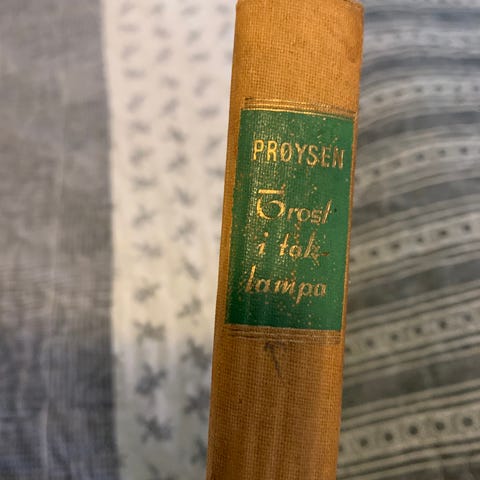 PRØYSEN
Trost
i tak-
lampa